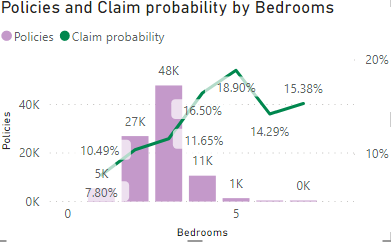 Policies and Claim probability by Bedrooms
Policies Claim probability
20%
48K
18.90%
15.38%
40K
27K
16.50%
Policies
14.29%
11.65%
20K
10.49%
11K
10%
5K
7.80%
1K
0K
0K
0
5
Bedrooms